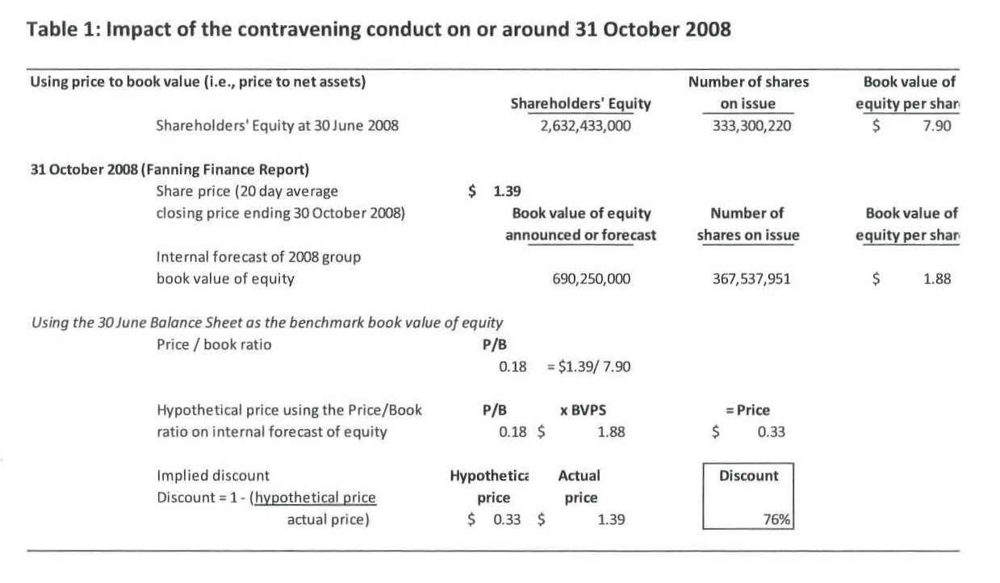 Table 1: Impact of the contravening conduct on or around 31 October 2008
Using price to book value (i.e., price to net assets) Number of shares Book value of
Shareholders' Equity on issue equity per shar
Shareholders' Equity at 30 June 2008 2,632,433,000 333,300,220 $ 7.90
31 October 2008 (Fanning Finance Report)
Share price (20 day average $ 1.39
closing price ending 30 October 2008) Book value of equity Number of Book value of
announced or forecast shares on issue equity per shar
Internal forecast of 2008 group
book value of equity 690,250,000 367,537,951 $ 1.88
Using the 30 June Balance Sheet as the benchmark book value of equity
Price / book ratio P/B
0.18 = $1.39/ 7.90
Hypothetical price using the Price/Book P/B x BVPS = Price
ratio on internal forecast of equity 0.18 $ 1.88 $ 0.33
Implied discount Hypothetica Actual Discount
Discount = 1 - (hypothetical price price price
actual price) $ 0.33 $ 1.39 76%